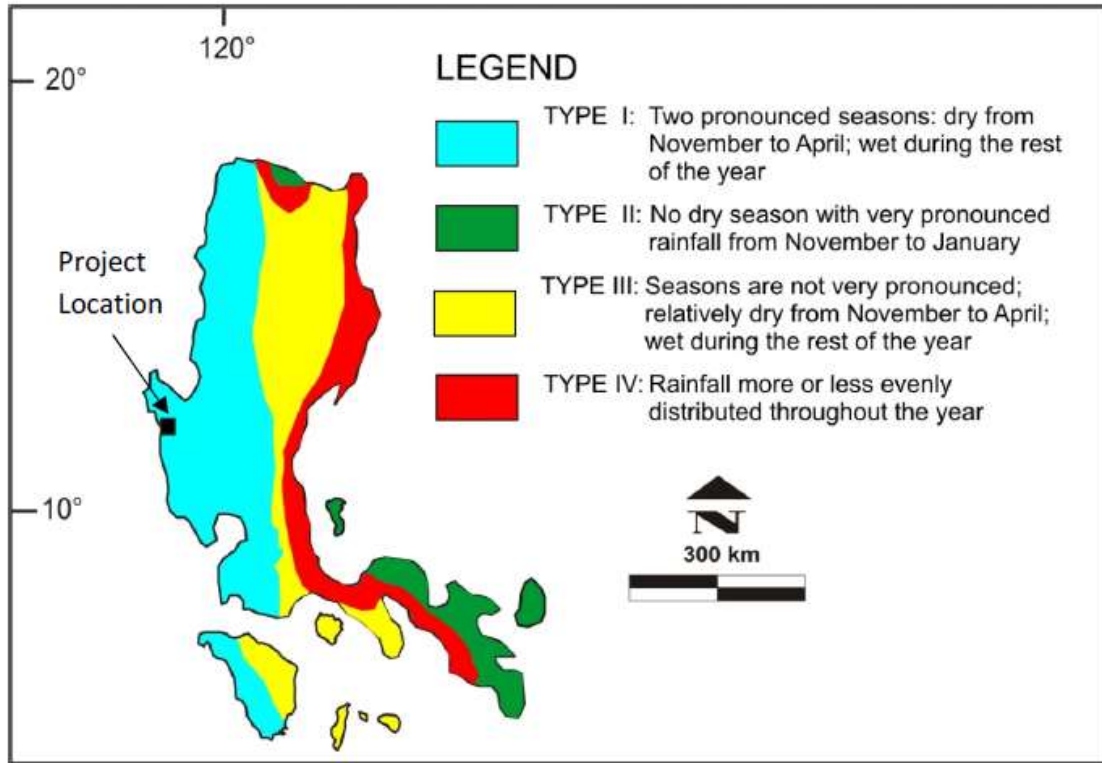 120°
20°
LEGEND
TYPE I: Two pronounced seasons: dry from
November to April; wet during the rest
of the year
TYPE II: No dry season with very pronounced
rainfall from November to January
Project
Location
TYPE III: Seasons are not very pronounced;
relatively dry from November to April;
wet during the rest of the year
TYPE IV: Rainfall more or less evenly
distributed throughout the year
10°
N
300 km